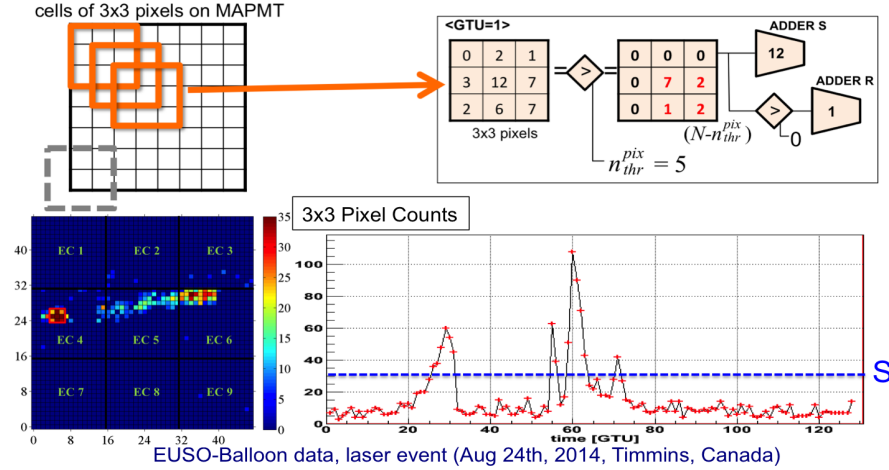 cells of 3x3 pixels on MAPMT
<GTU=1>
ADDER S
0 2 1
3 12 7
2 6 7
>
0 0 0
0 7 2
0 1 2
12
ADDER R
>
1
3x3 pixels
(N-n_thr^pix)
0
n_thr^pix = 5
3x3 Pixel Counts
EC 1 EC 2 EC 3
EC 4 EC 5 EC 6
EC 7 EC 8 EC 9
40
32
24
16
8
0
0 8 16 24 32 40
35
30
25
20
15
10
5
0
100
80
60
40
20
0
0 20 40 60 80 100 120
time [GTU]
S
EUSO-Balloon data, laser event (Aug 24th, 2014, Timmins, Canada)